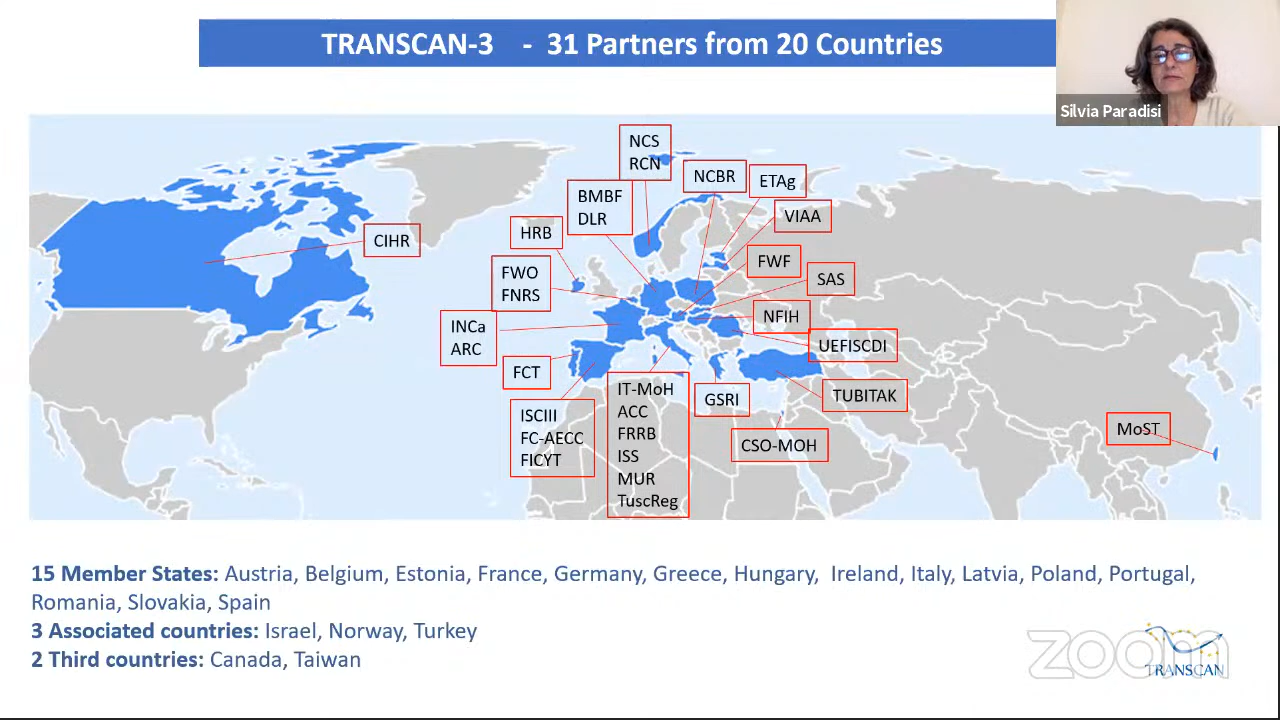 TRANSCAN-3 - 31 Partners from 20 Countries
Silvia Paradisi
NCS
RCN
NCBR
ETAg
BMBF
DLR
VIAA
HRB
CIHR
FWF
FWO
FNRS
SAS
NFIH
INCa
ARC
UEFISCDI
FCT
IT-MoH
ACC
FRRB
ISS
MUR
TuscReg
GSRI
TUBITAK
ISCIII
FC-AECC
FICYT
CSO-MOH
MoST
15 Member States: Austria, Belgium, Estonia, France, Germany, Greece, Hungary, Ireland, Italy, Latvia, Poland, Portugal,
Romania, Slovakia, Spain
3 Associated countries: Israel, Norway, Turkey
2 Third countries: Canada, Taiwan
zoom
TRANSCAN